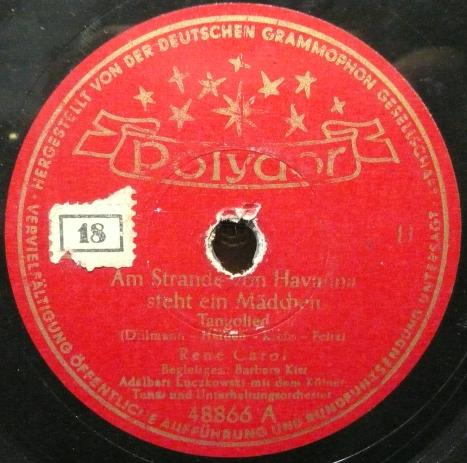 HERGESTELLT VON DER DEUTSCHEN GRAMMOPHON GESELLSCHAFT
polydor
18
Am Strande von Havanna
steht ein Mädchen
Tangolied
René Carol
Begleitges.: Barbara Kist
Adalbert Luczkowski mit dem Kölner
Tanz- und Unterhaltungsorchester
48866 A
VERVIELFÄLTIGUNG ÖFFENTLICHE AUFFÜHRUNG UND RUNDFUNKSENDUNG UNTERSAGT